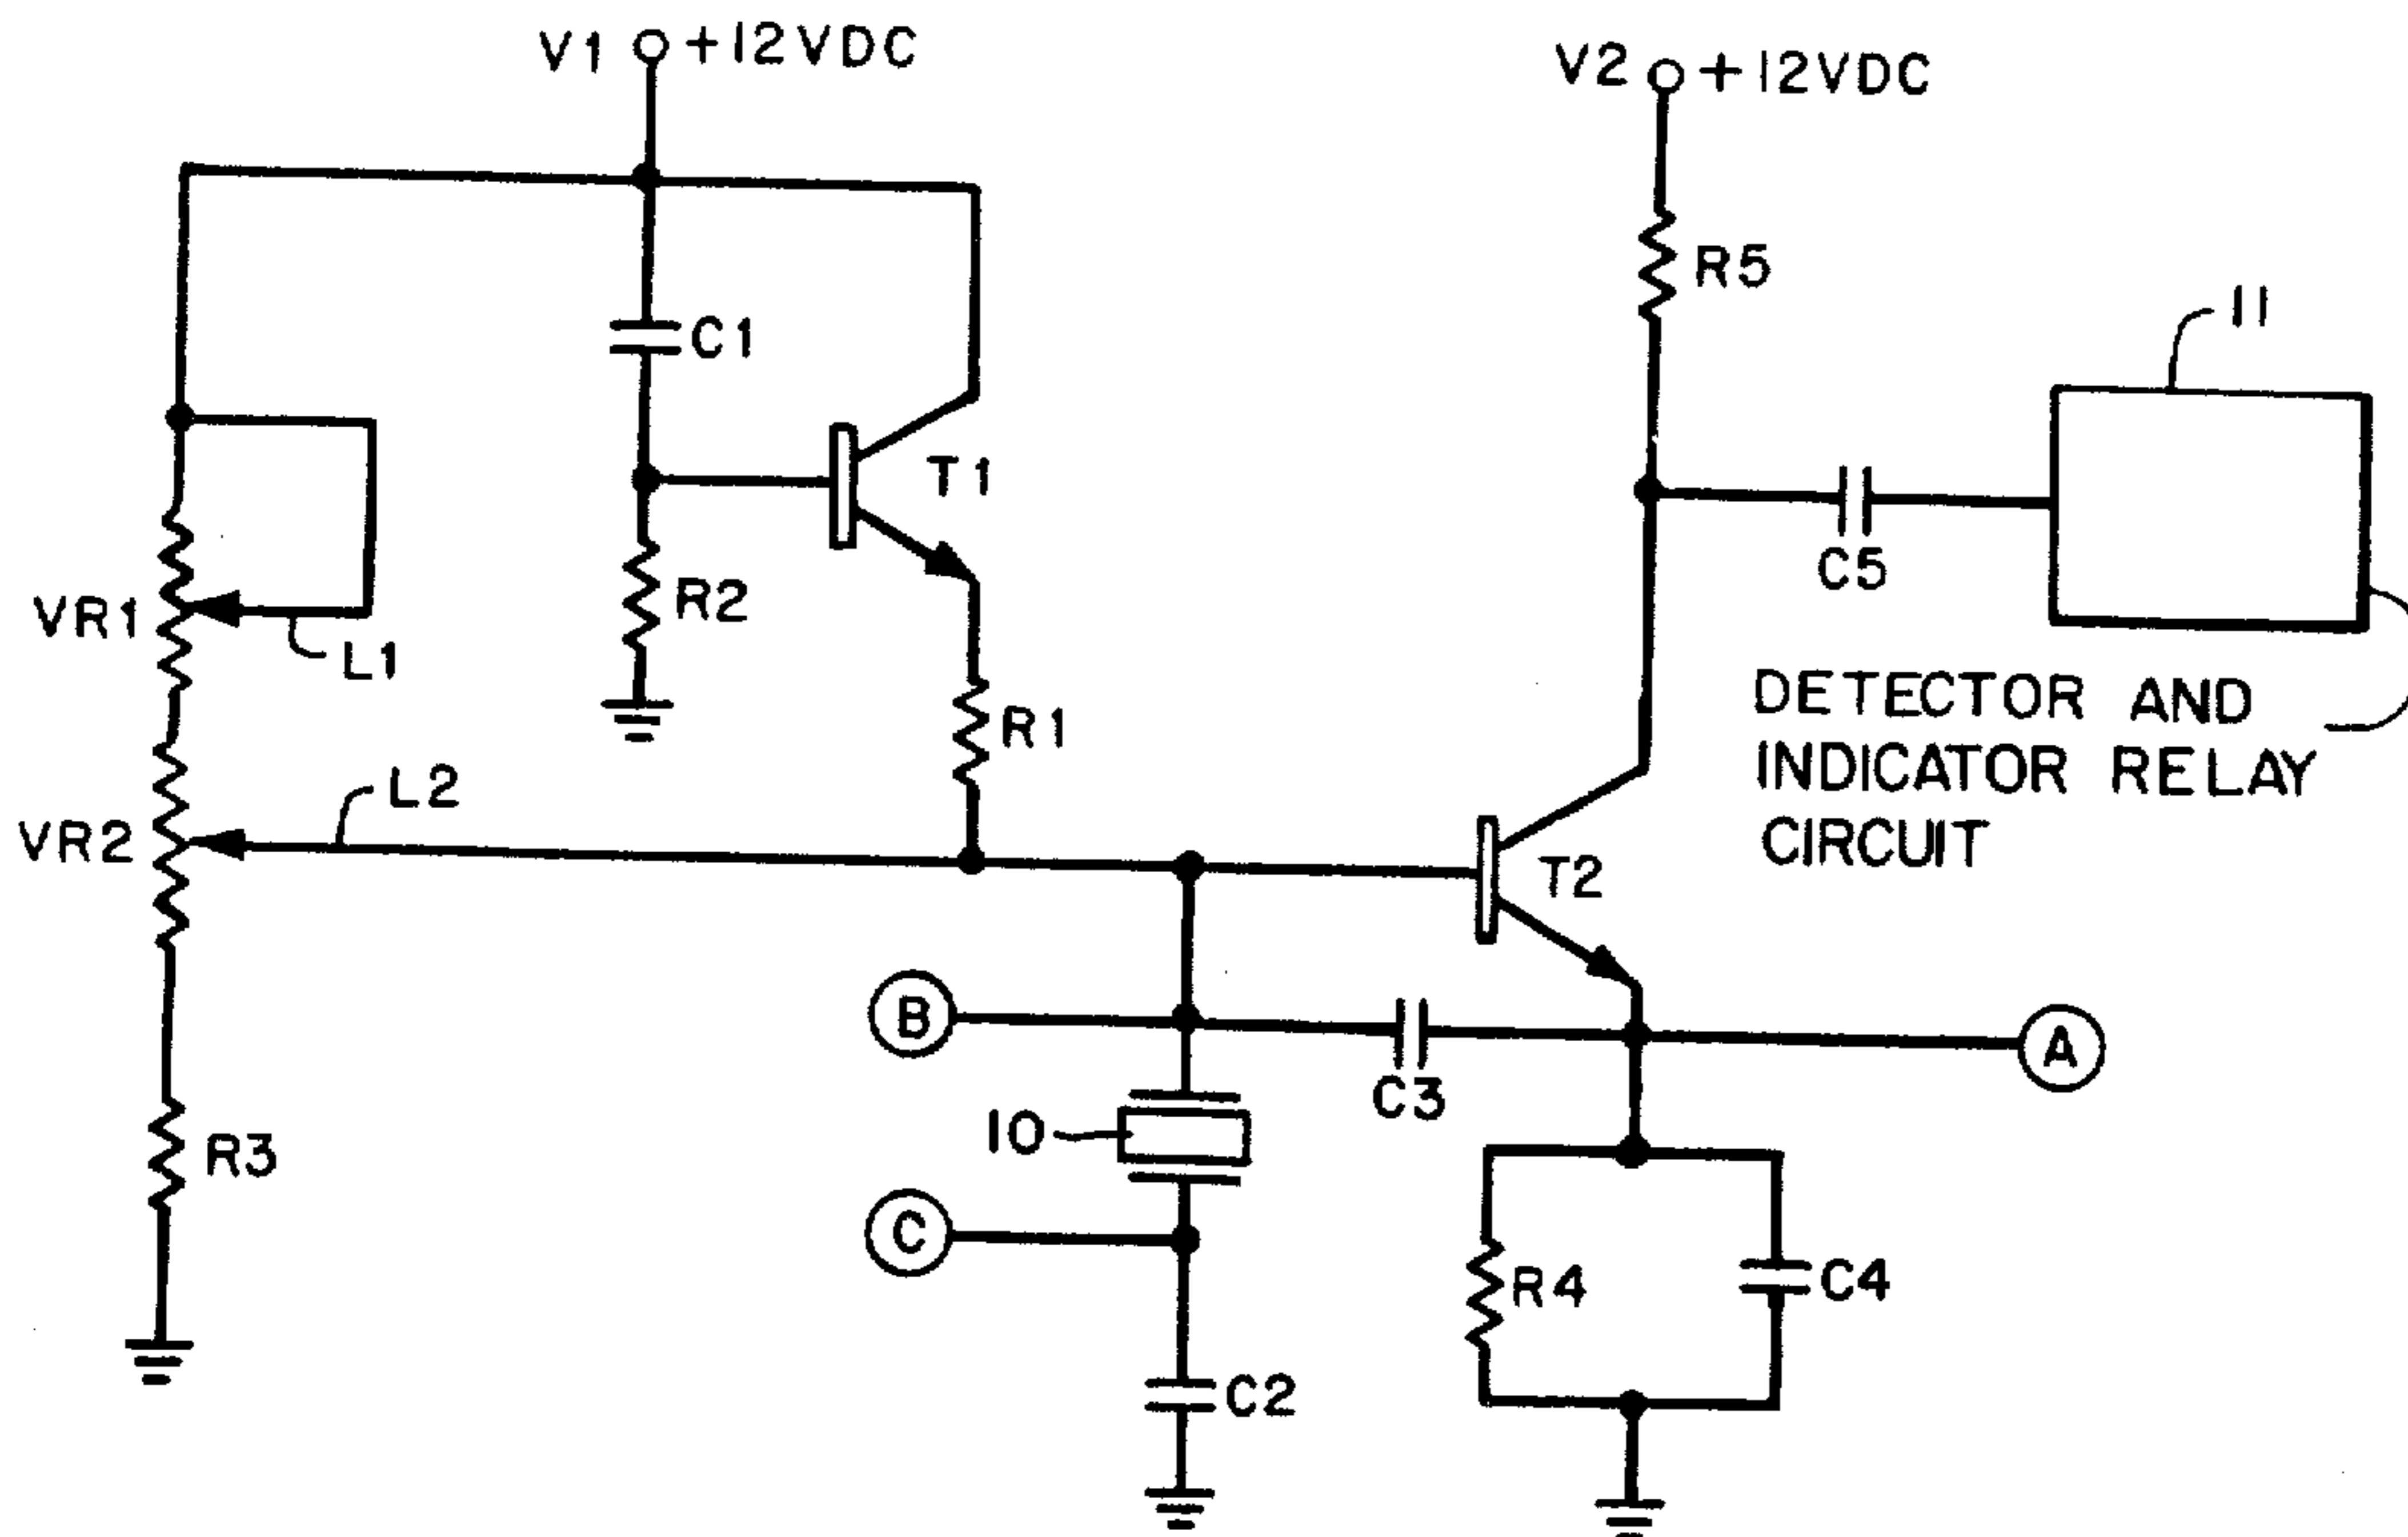 V1 +12VDC
V2 +12VDC
R5
11
C1
T1
C5
VR1
L1
R2
R1
DETECTOR AND
INDICATOR RELAY
CIRCUIT
L2
VR2
T2
B
A
C3
10
R3
C
R4
C4
C2